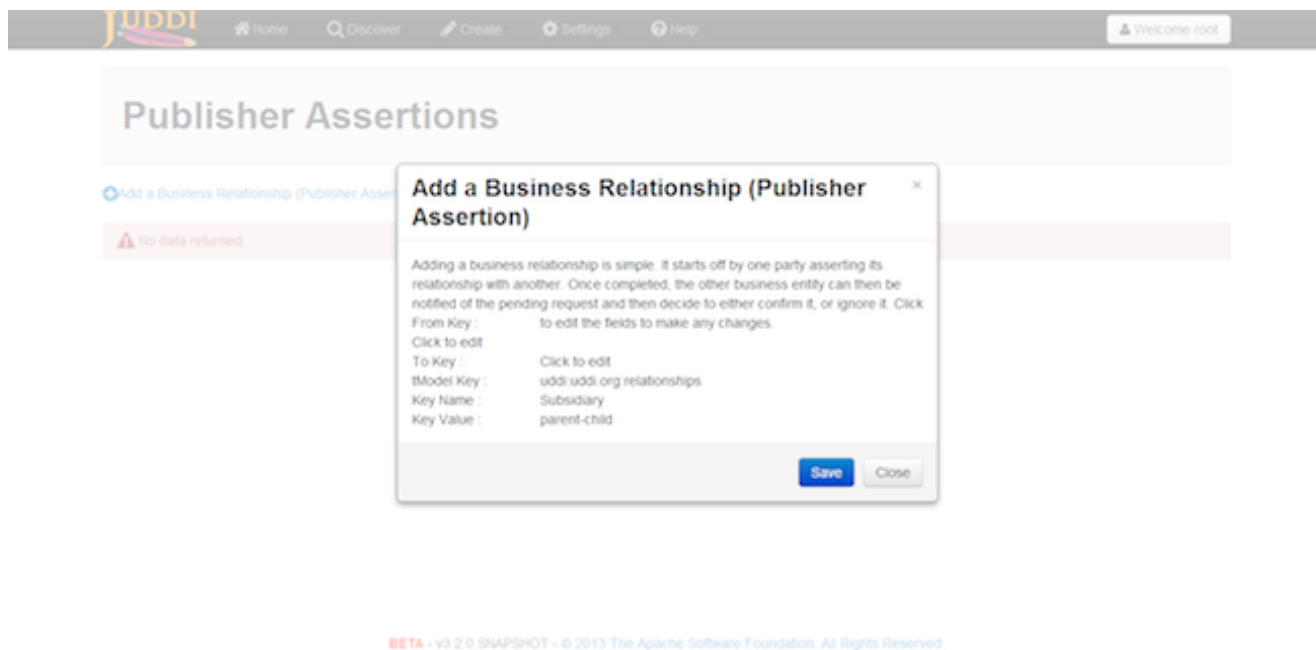 jUDDI
Home Discover Create Settings Help Welcome root
Publisher Assertions
Add a Business Relationship (Publisher Asser
No data returned.
Add a Business Relationship (Publisher ×
Assertion)
Adding a business relationship is simple. It starts off by one party asserting its
relationship with another. Once completed, the other business entity can then be
notified of the pending request and then decide to either confirm it, or ignore it. Click
From Key : to edit the fields to make any changes.
Click to edit
To Key : Click to edit
tModel Key : uddi:uddi.org:relationships
Key Name : Subsidiary
Key Value : parent-child
Save Close
BETA - v3.2.0.SNAPSHOT - © 2013 The Apache Software Foundation. All Rights Reserved.